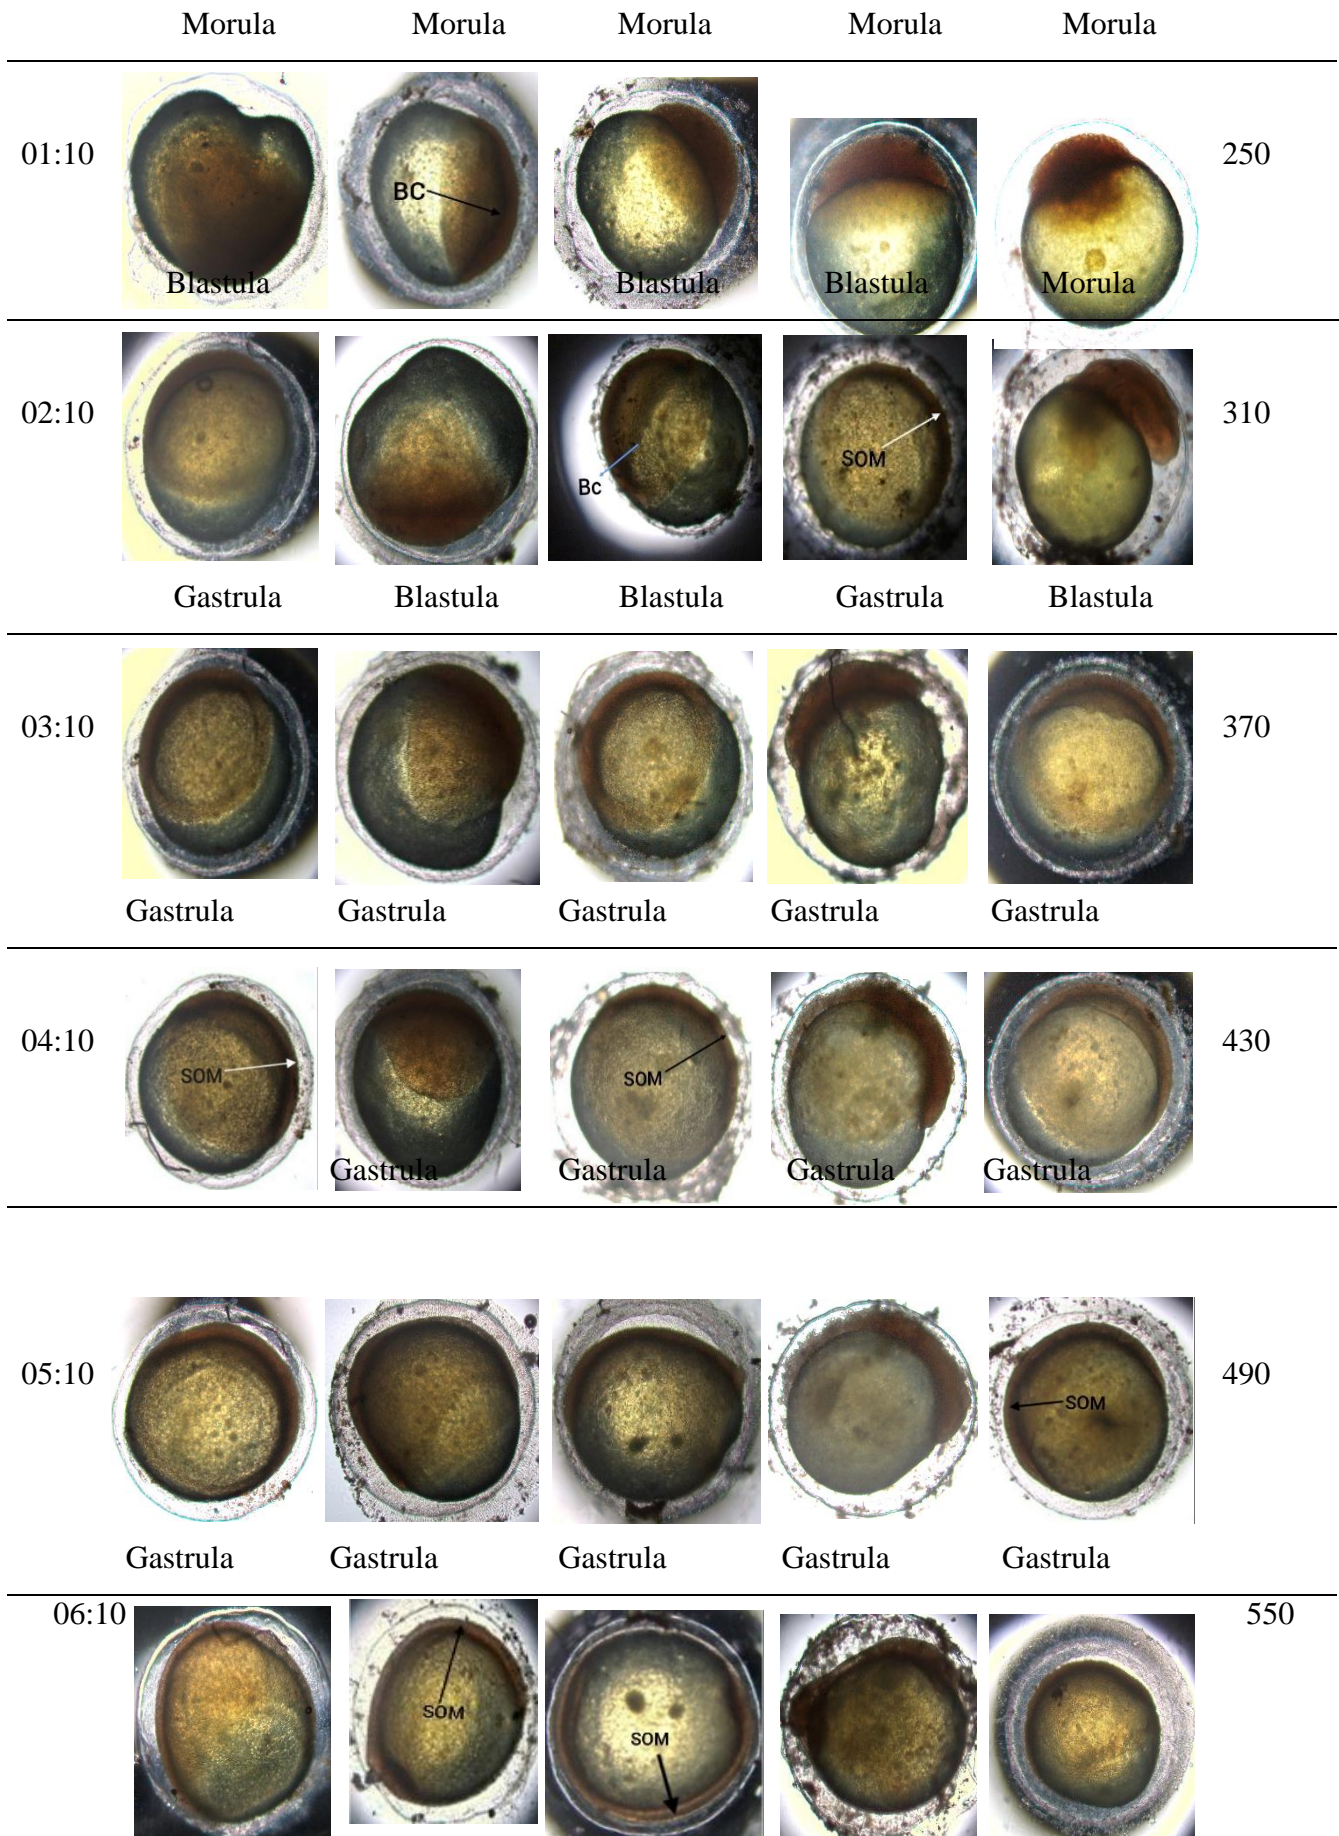 Morula Morula Morula Morula Morula
01:10 BC 250
Blastula Blastula Blastula Morula
02:10 Bc SOM 310
Gastrula Blastula Blastula Gastrula Blastula
03:10 370
Gastrula Gastrula Gastrula Gastrula Gastrula
04:10 SOM SOM 430
Gastrula Gastrula Gastrula Gastrula
05:10 SOM 490
Gastrula Gastrula Gastrula Gastrula Gastrula
06:10 SOM SOM 550